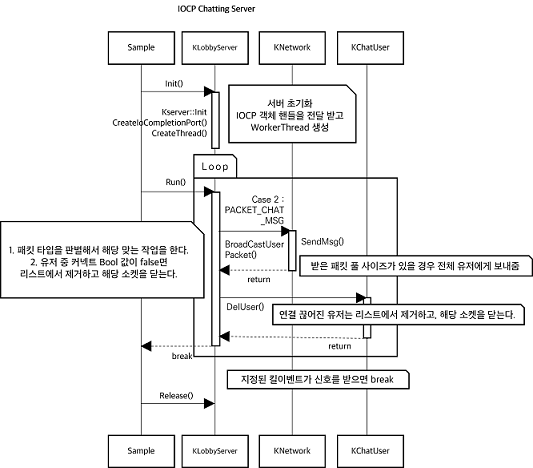 IOCP Chatting Server
Sample
KLobbyServer
KNetwork
KChatUser
Init()
Kserver::Init
CreateIoCompletionPort()
CreateThread()
서버 초기화
IOCP 객체 핸들을 전달 받고
WorkerThread 생성
Loop
Run()
Case 2 :
PACKET_CHAT
_MSG
1. 패킷 타입을 판별해서 해당 맞는 작업을 한다.
2. 유저 중 커넥트 Bool 값이 false면
리스트에서 제거하고 해당 소켓을 닫는다.
BroadCastUser
Packet()
SendMsg()
받은 패킷 풀 사이즈가 있을 경우 전체 유저에게 보내줌
return
DelUser()
연결 끊어진 유저는 리스트에서 제거하고, 해당 소켓을 닫는다.
return
break
지정된 킬이벤트가 신호를 받으면 break
Release()
Sample
KLobbyServer
KNetwork
KChatUser